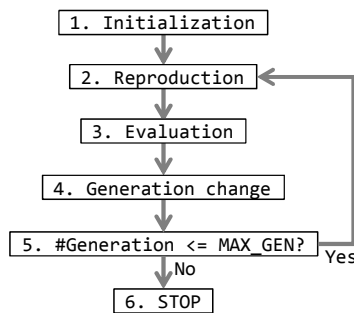 1. Initialization
2. Reproduction
3. Evaluation
4. Generation change
5. #Generation <= MAX_GEN?
Yes
No
6. STOP